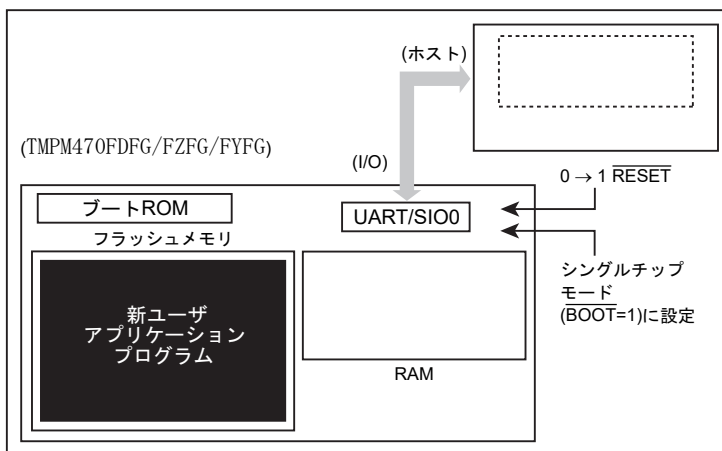 (ホスト)
(TMPM470FDFG/FZFG/FYFG)
(I/O)
0 → 1 RESET
ブートROM
UART/SIO0
フラッシュメモリ
シングルチップ
モード
(BOOT=1)に設定
新ユーザ
アプリケーション
プログラム
RAM